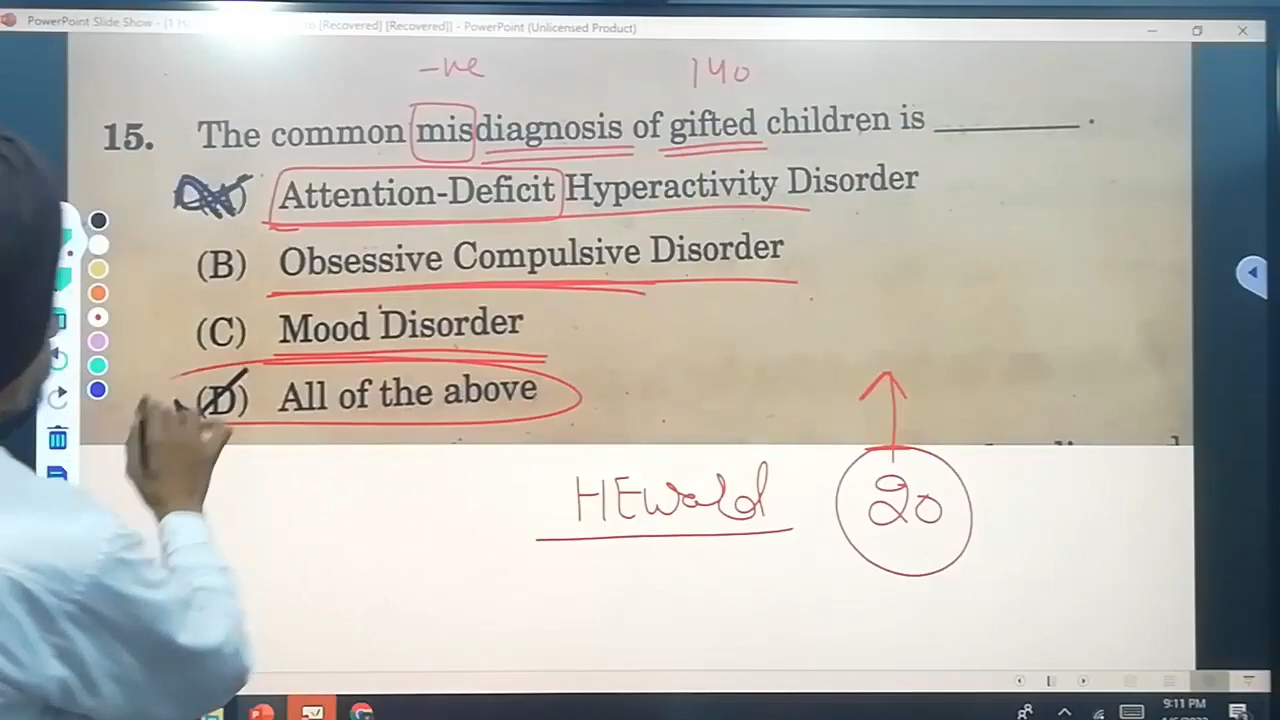 PowerPoint Slide Show - [Recovered] [Recovered]] - PowerPoint (Unlicensed Product)
-ve 140
15. The common misdiagnosis of gifted children is ________ .
Attention-Deficit Hyperactivity Disorder
(B) Obsessive Compulsive Disorder
(C) Mood Disorder
(D) All of the above
HEWald 20
9:11 PM